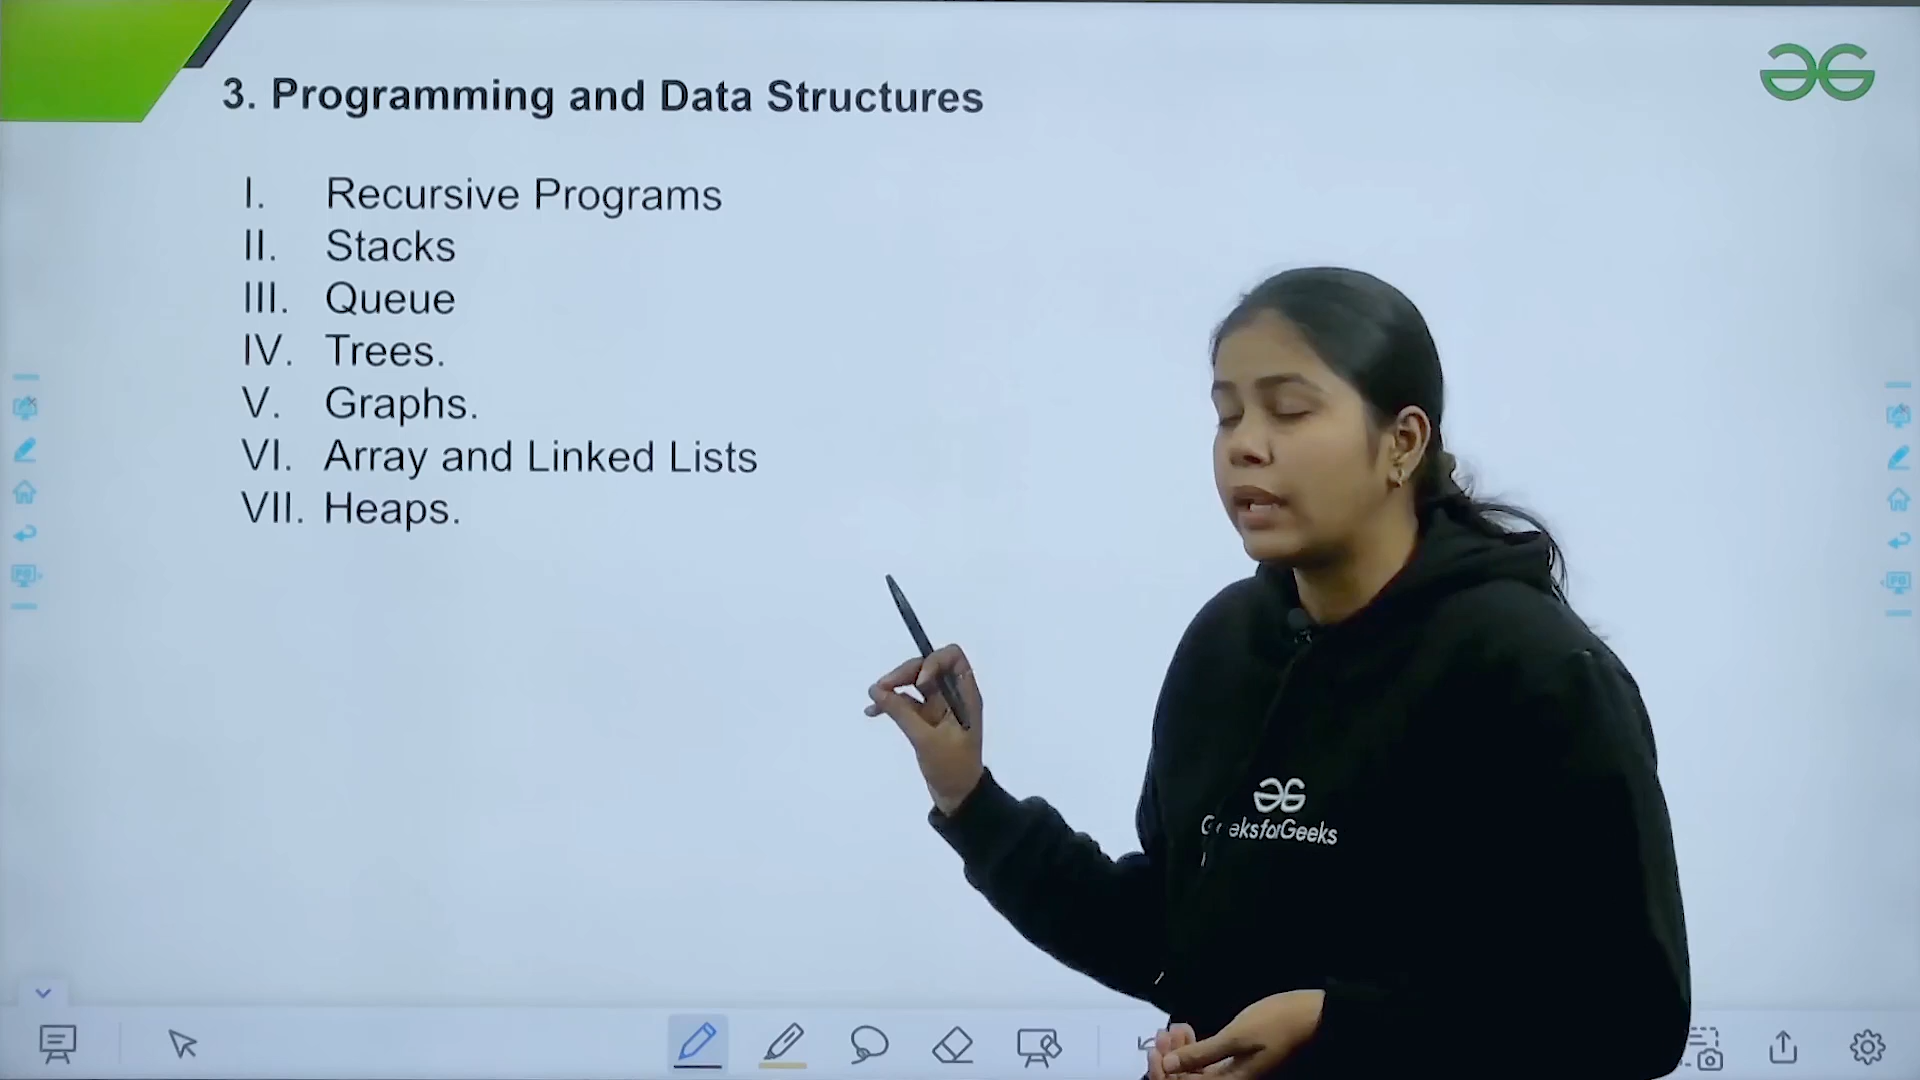 3. Programming and Data Structures
I. Recursive Programs
II. Stacks
III. Queue
IV. Trees.
V. Graphs.
VI. Array and Linked Lists
VII. Heaps.